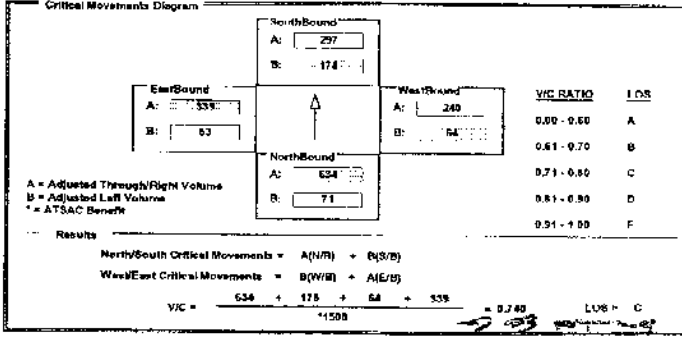 Critical Movements Diagram
SouthBound
A: 297
B: 174
EastBound
A: 339
B: 63
WestBound
A: 240
B: 64
NorthBound
A: 634
B: 71
A = Adjusted Through/Right Volume
B = Adjusted Left Volume
* = ATSAC Benefit
V/C RATIO LOS
0.00 - 0.60 A
0.61 - 0.70 B
0.71 - 0.80 C
0.81 - 0.90 D
0.91 - 1.00 F
Results
North/South Critical Movements = A(N/B) + B(S/B)
West/East Critical Movements = B(W/B) + A(E/B)
V/C = 634 + 175 + 64 + 339 = 0.740 LOS = C
*1500